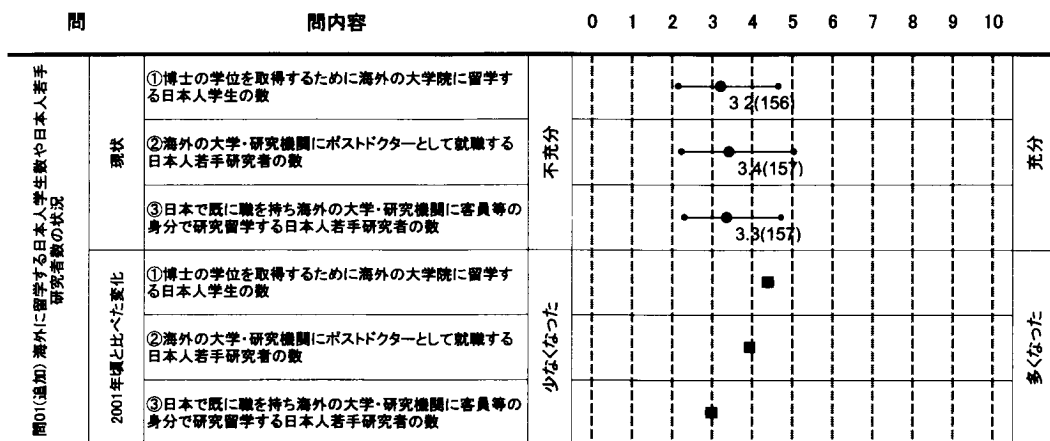 問
問内容
0 1 2 3 4 5 6 7 8 9 10
問01(追加) 海外に留学する日本人学生数や日本人若手
研究者数の状況
現状
①博士の学位を取得するために海外の大学院に留学す
る日本人学生の数
②海外の大学・研究機関にポストドクターとして就職する
日本人若手研究者の数
③日本で既に職を持ち海外の大学・研究機関に客員等の
身分で研究留学する日本人若手研究者の数
不充分
3 2(156)
3.4(157)
3.3(157)
充分
2001年頃と比べた変化
①博士の学位を取得するために海外の大学院に留学す
る日本人学生の数
②海外の大学・研究機関にポストドクターとして就職する
日本人若手研究者の数
③日本で既に職を持ち海外の大学・研究機関に客員等の
身分で研究留学する日本人若手研究者の数
少なくなった
多くなった